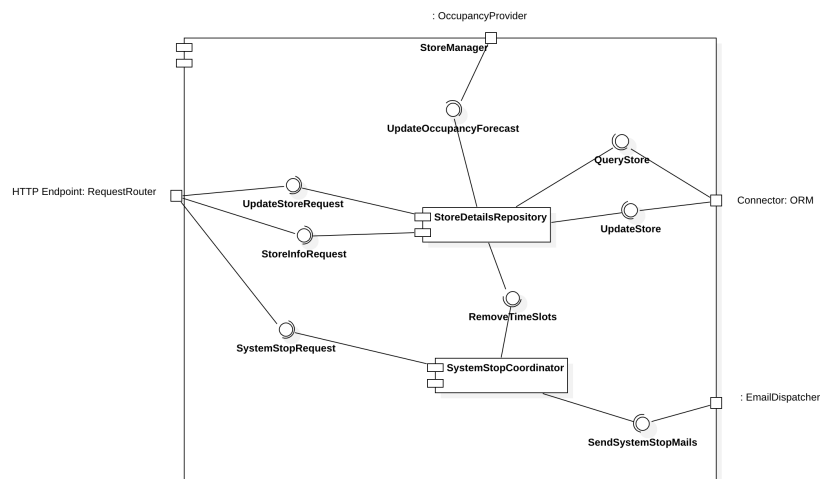 : OccupancyProvider
StoreManager
UpdateOccupancyForecast
QueryStore
HTTP Endpoint: RequestRouter
UpdateStoreRequest
Connector: ORM
StoreDetailsRepository
UpdateStore
StoreInfoRequest
RemoveTimeSlots
SystemStopRequest
SystemStopCoordinator
: EmailDispatcher
SendSystemStopMails